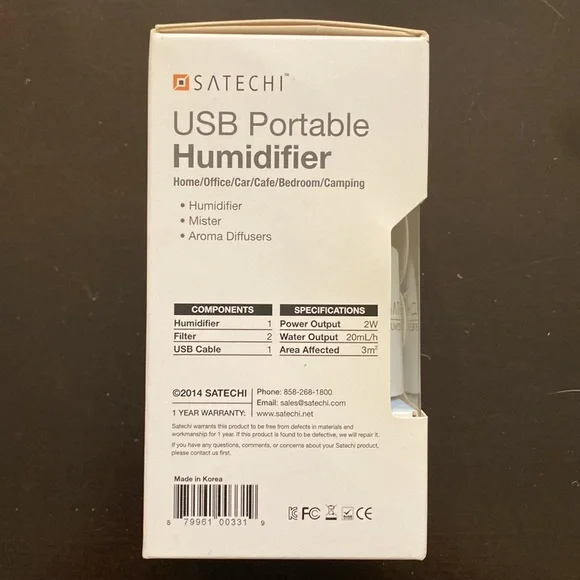 SATECHI™
USB Portable
Humidifier
Home/Office/Car/Cafe/Bedroom/Camping
• Humidifier
• Mister
• Aroma Diffusers
COMPONENTS
Humidifier 1
Filter 2
USB Cable 1
SPECIFICATIONS
Power Output 2W
Water Output 20mL/h
Area Affected 3m²
©2014 SATECHI
1 YEAR WARRANTY:
Phone: 858-268-1800
Email: sales@satechi.com
www.satechi.net
Satechi warrants this product to be free from defects in materials and
workmanship for 1 year. If this product is found to be defective, we will repair it.
If you have any questions, comments, or concerns about your Satechi product,
please contact us first.
Made in Korea
8 79961 00331 9
FC CE